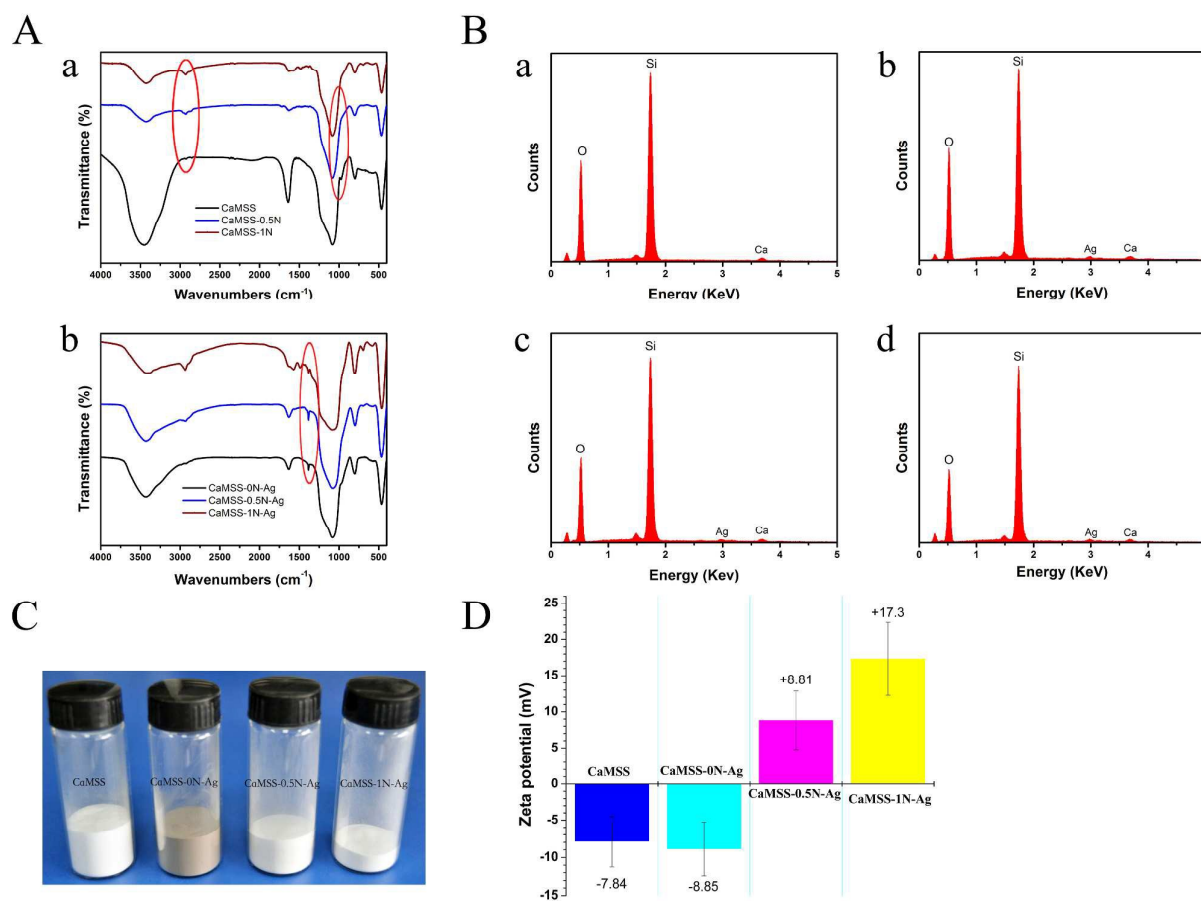 A
a
Transmittance (%)
CaMSS
CaMSS-0.5N
CaMSS-1N
4000 3500 3000 2500 2000 1500 1000 500
Wavenumbers (cm⁻¹)
b
Transmittance (%)
CaMSS-0N-Ag
CaMSS-0.5N-Ag
CaMSS-1N-Ag
4000 3500 3000 2500 2000 1500 1000 500
Wavenumbers (cm⁻¹)
B
a
Si
O
Ca
Counts
0 1 2 3 4 5
Energy (KeV)
b
Si
O
Ag
Ca
Counts
0 1 2 3 4
Energy (KeV)
c
Si
O
Ag
Ca
Counts
0 1 2 3 4 5
Energy (Kev)
d
Si
O
Ag
Ca
Counts
0 1 2 3 4
Energy (KeV)
C
CaMSS
CaMSS-0N-Ag
CaMSS-0.5N-Ag
CaMSS-1N-Ag
D
Zeta potential (mV)
25
20
15
10
5
0
-5
-10
-15
CaMSS
-7.84
CaMSS-0N-Ag
-8.85
+8.81
CaMSS-0.5N-Ag
+17.3
CaMSS-1N-Ag